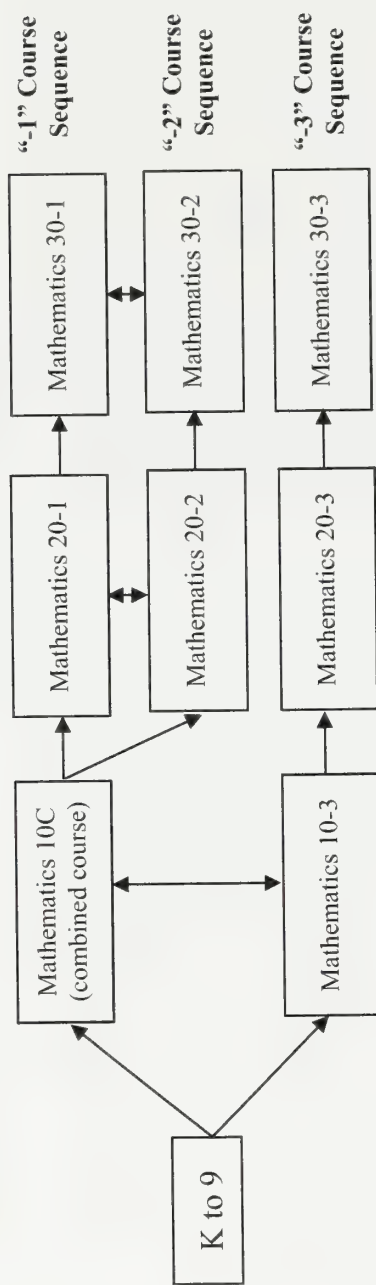 K to 9
Mathematics 10C
(combined course)
Mathematics 20-1
Mathematics 30-1
“-1” Course
Sequence
Mathematics 20-2
Mathematics 30-2
“-2” Course
Sequence
Mathematics 10-3
Mathematics 20-3
Mathematics 30-3
“-3” Course
Sequence